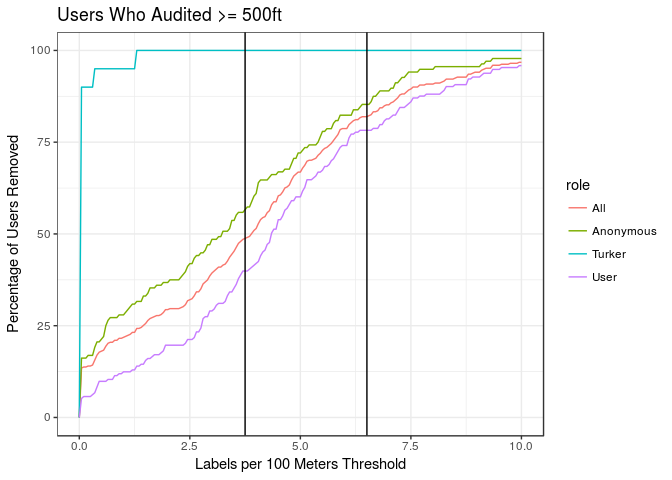 Users Who Audited >= 500ft
Percentage of Users Removed
100
75
50
25
0
0.0
2.5
5.0
7.5
10.0
Labels per 100 Meters Threshold
role
All
Anonymous
Turker
User